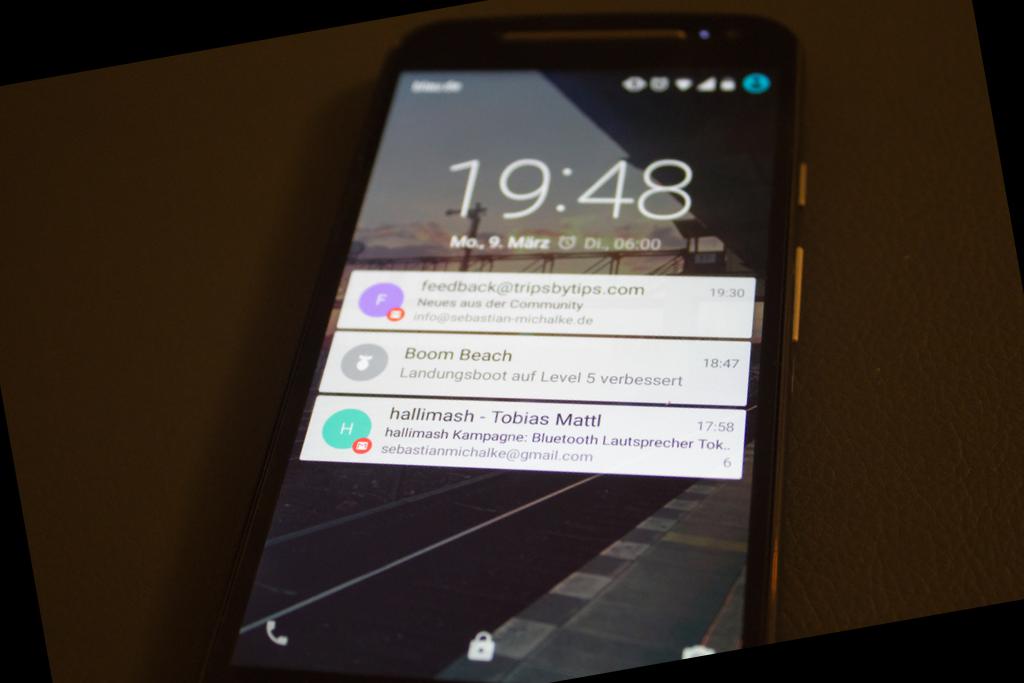 19:48
Mo., 9. März Di., 06:00
F feedback@tripsbytips.com 19:30
Neues aus der Community
info@sebastian-michalke.de
Boom Beach 18:47
Landungsboot auf Level 5 verbessert
H hallimash - Tobias Mattl 17:58
hallimash Kampagne: Bluetooth Lautsprecher Tok..
sebastianmichalke@gmail.com 6